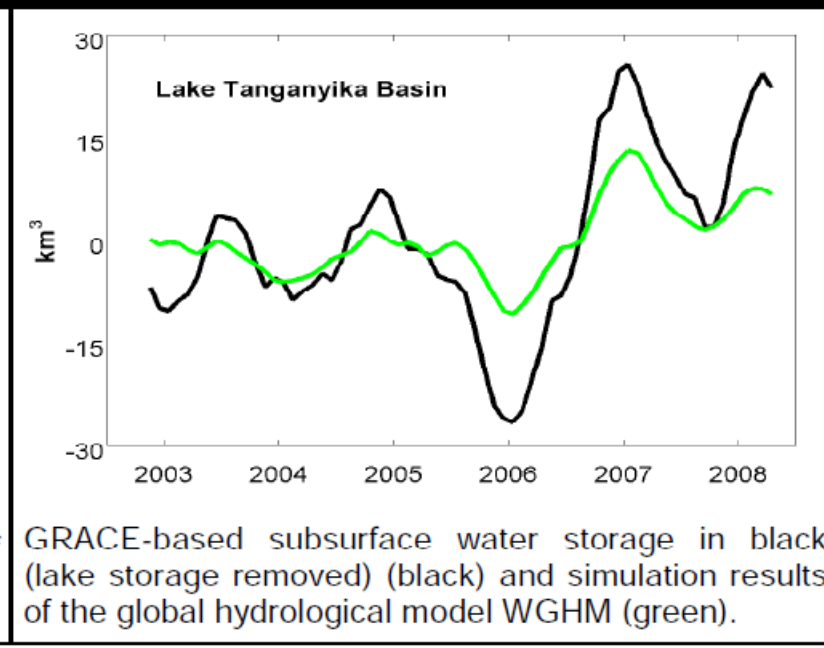 30
Lake Tanganyika Basin
15
0
-15
-30
km³
2003 2004 2005 2006 2007 2008
GRACE-based subsurface water storage in black
(lake storage removed) (black) and simulation results
of the global hydrological model WGHM (green).